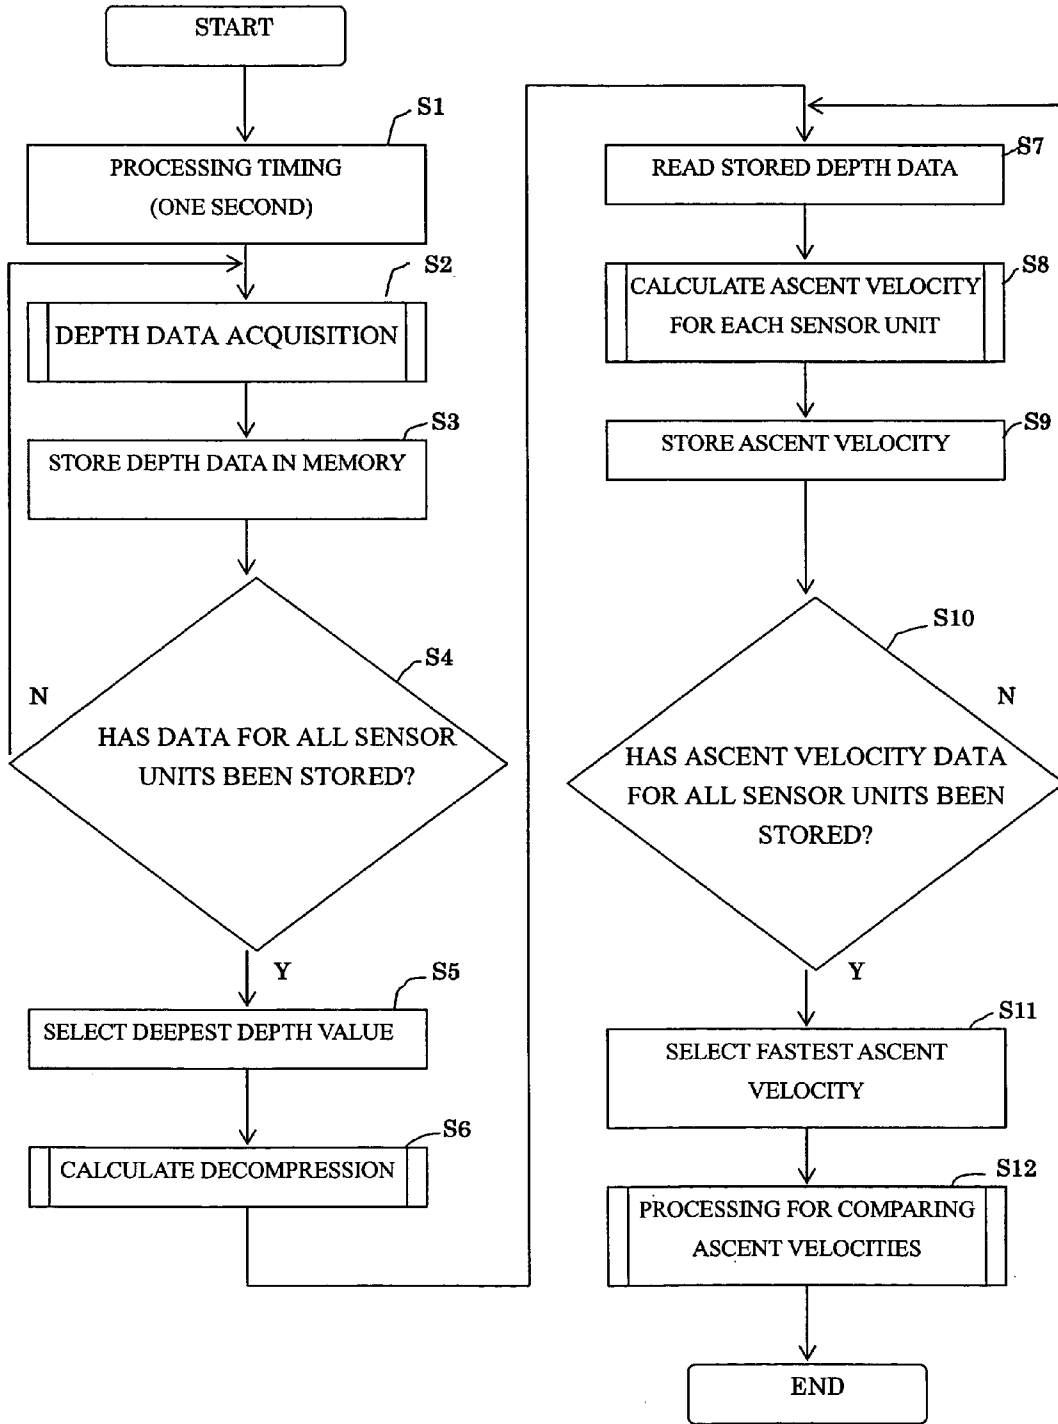 START
S1
PROCESSING TIMING
(ONE SECOND)
S2
DEPTH DATA ACQUISITION
S3
STORE DEPTH DATA IN MEMORY
S4
N
HAS DATA FOR ALL SENSOR
UNITS BEEN STORED?
Y
S5
SELECT DEEPEST DEPTH VALUE
S6
CALCULATE DECOMPRESSION
S7
READ STORED DEPTH DATA
S8
CALCULATE ASCENT VELOCITY
FOR EACH SENSOR UNIT
S9
STORE ASCENT VELOCITY
S10
N
HAS ASCENT VELOCITY DATA
FOR ALL SENSOR UNITS BEEN
STORED?
Y
S11
SELECT FASTEST ASCENT
VELOCITY
S12
PROCESSING FOR COMPARING
ASCENT VELOCITIES
END